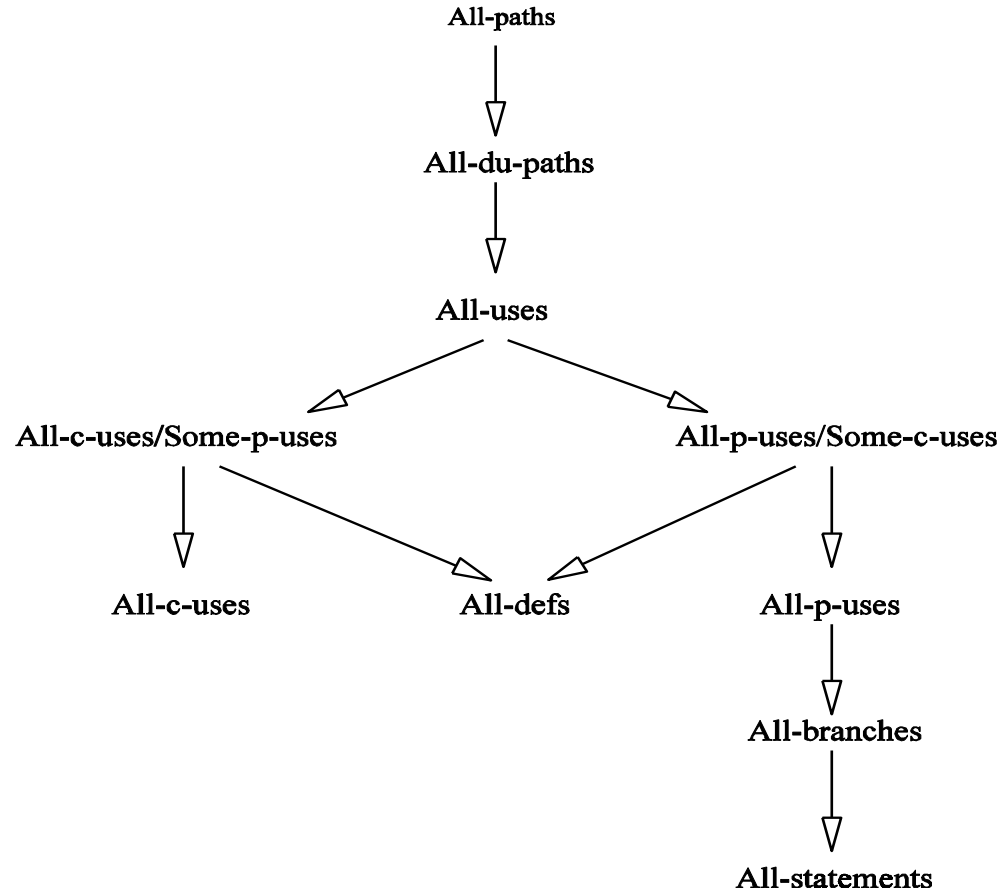 All-paths
All-du-paths
All-uses
All-c-uses/Some-p-uses
All-p-uses/Some-c-uses
All-c-uses
All-defs
All-p-uses
All-branches
All-statements